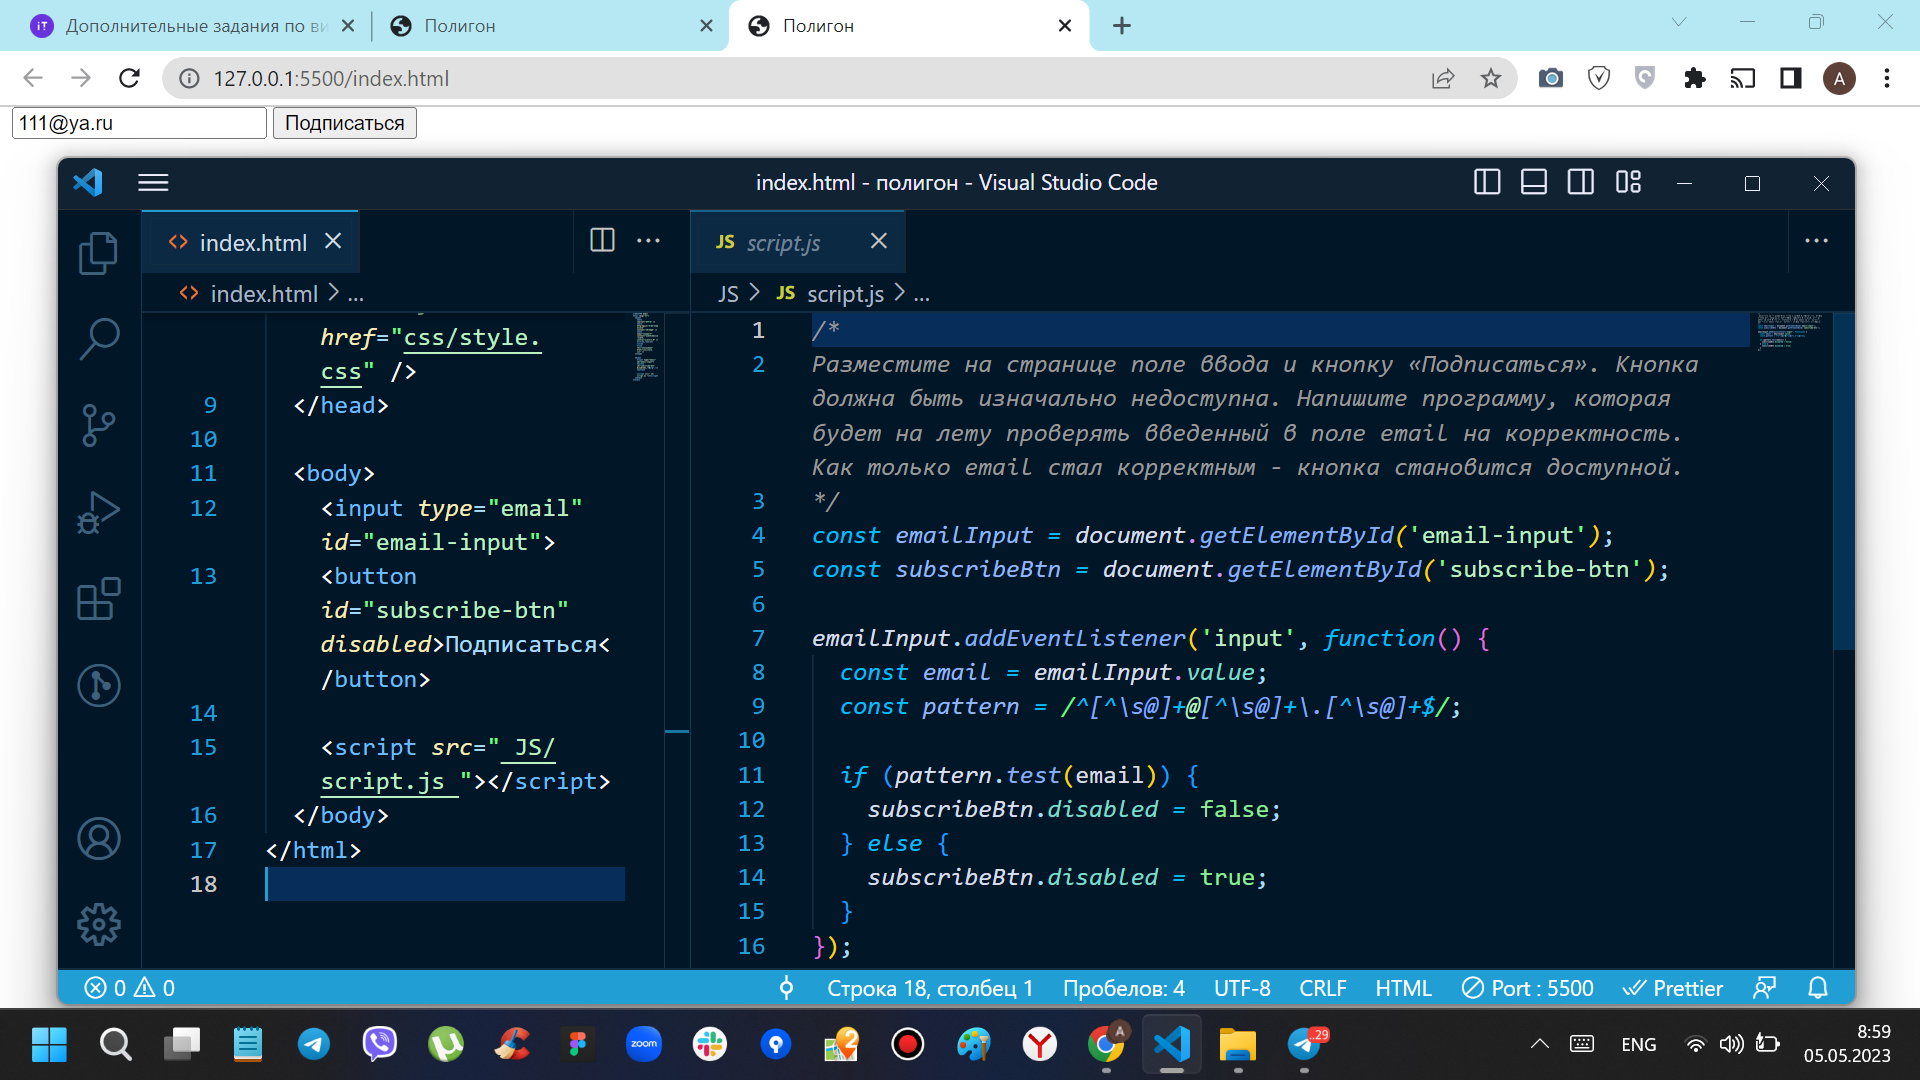 Дополнительные задания по ви
Полигон
Полигон
127.0.0.1:5500/index.html
A
111@ya.ru
Подписаться
index.html - полигон - Visual Studio Code
index.html
JS script.js
index.html > ...
JS > JS script.js > ...
href="css/style.
css" />
9 </head>
10
11 <body>
12 <input type="email"
id="email-input">
13 <button
id="subscribe-btn"
disabled>Подписаться<
/button>
14
15 <script src=" JS/
script.js "></script>
16 </body>
17 </html>
18
1 /*
2 Разместите на странице поле ввода и кнопку «Подписаться». Кнопка
должна быть изначально недоступна. Напишите программу, которая
будет на лету проверять введенный в поле email на корректность.
Как только email стал корректным - кнопка становится доступной.
3 */
4 const emailInput = document.getElementById('email-input');
5 const subscribeBtn = document.getElementById('subscribe-btn');
6
7 emailInput.addEventListener('input', function() {
8 const email = emailInput.value;
9 const pattern = /^[^\s@]+@[^\s@]+\.[^\s@]+$/;
10
11 if (pattern.test(email)) {
12 subscribeBtn.disabled = false;
13 } else {
14 subscribeBtn.disabled = true;
15 }
16 });
0 0
Строка 18, столбец 1
Пробелов: 4
UTF-8
CRLF
HTML
Port : 5500
Prettier
zoom
2
A
..29
ENG
8:59
05.05.2023